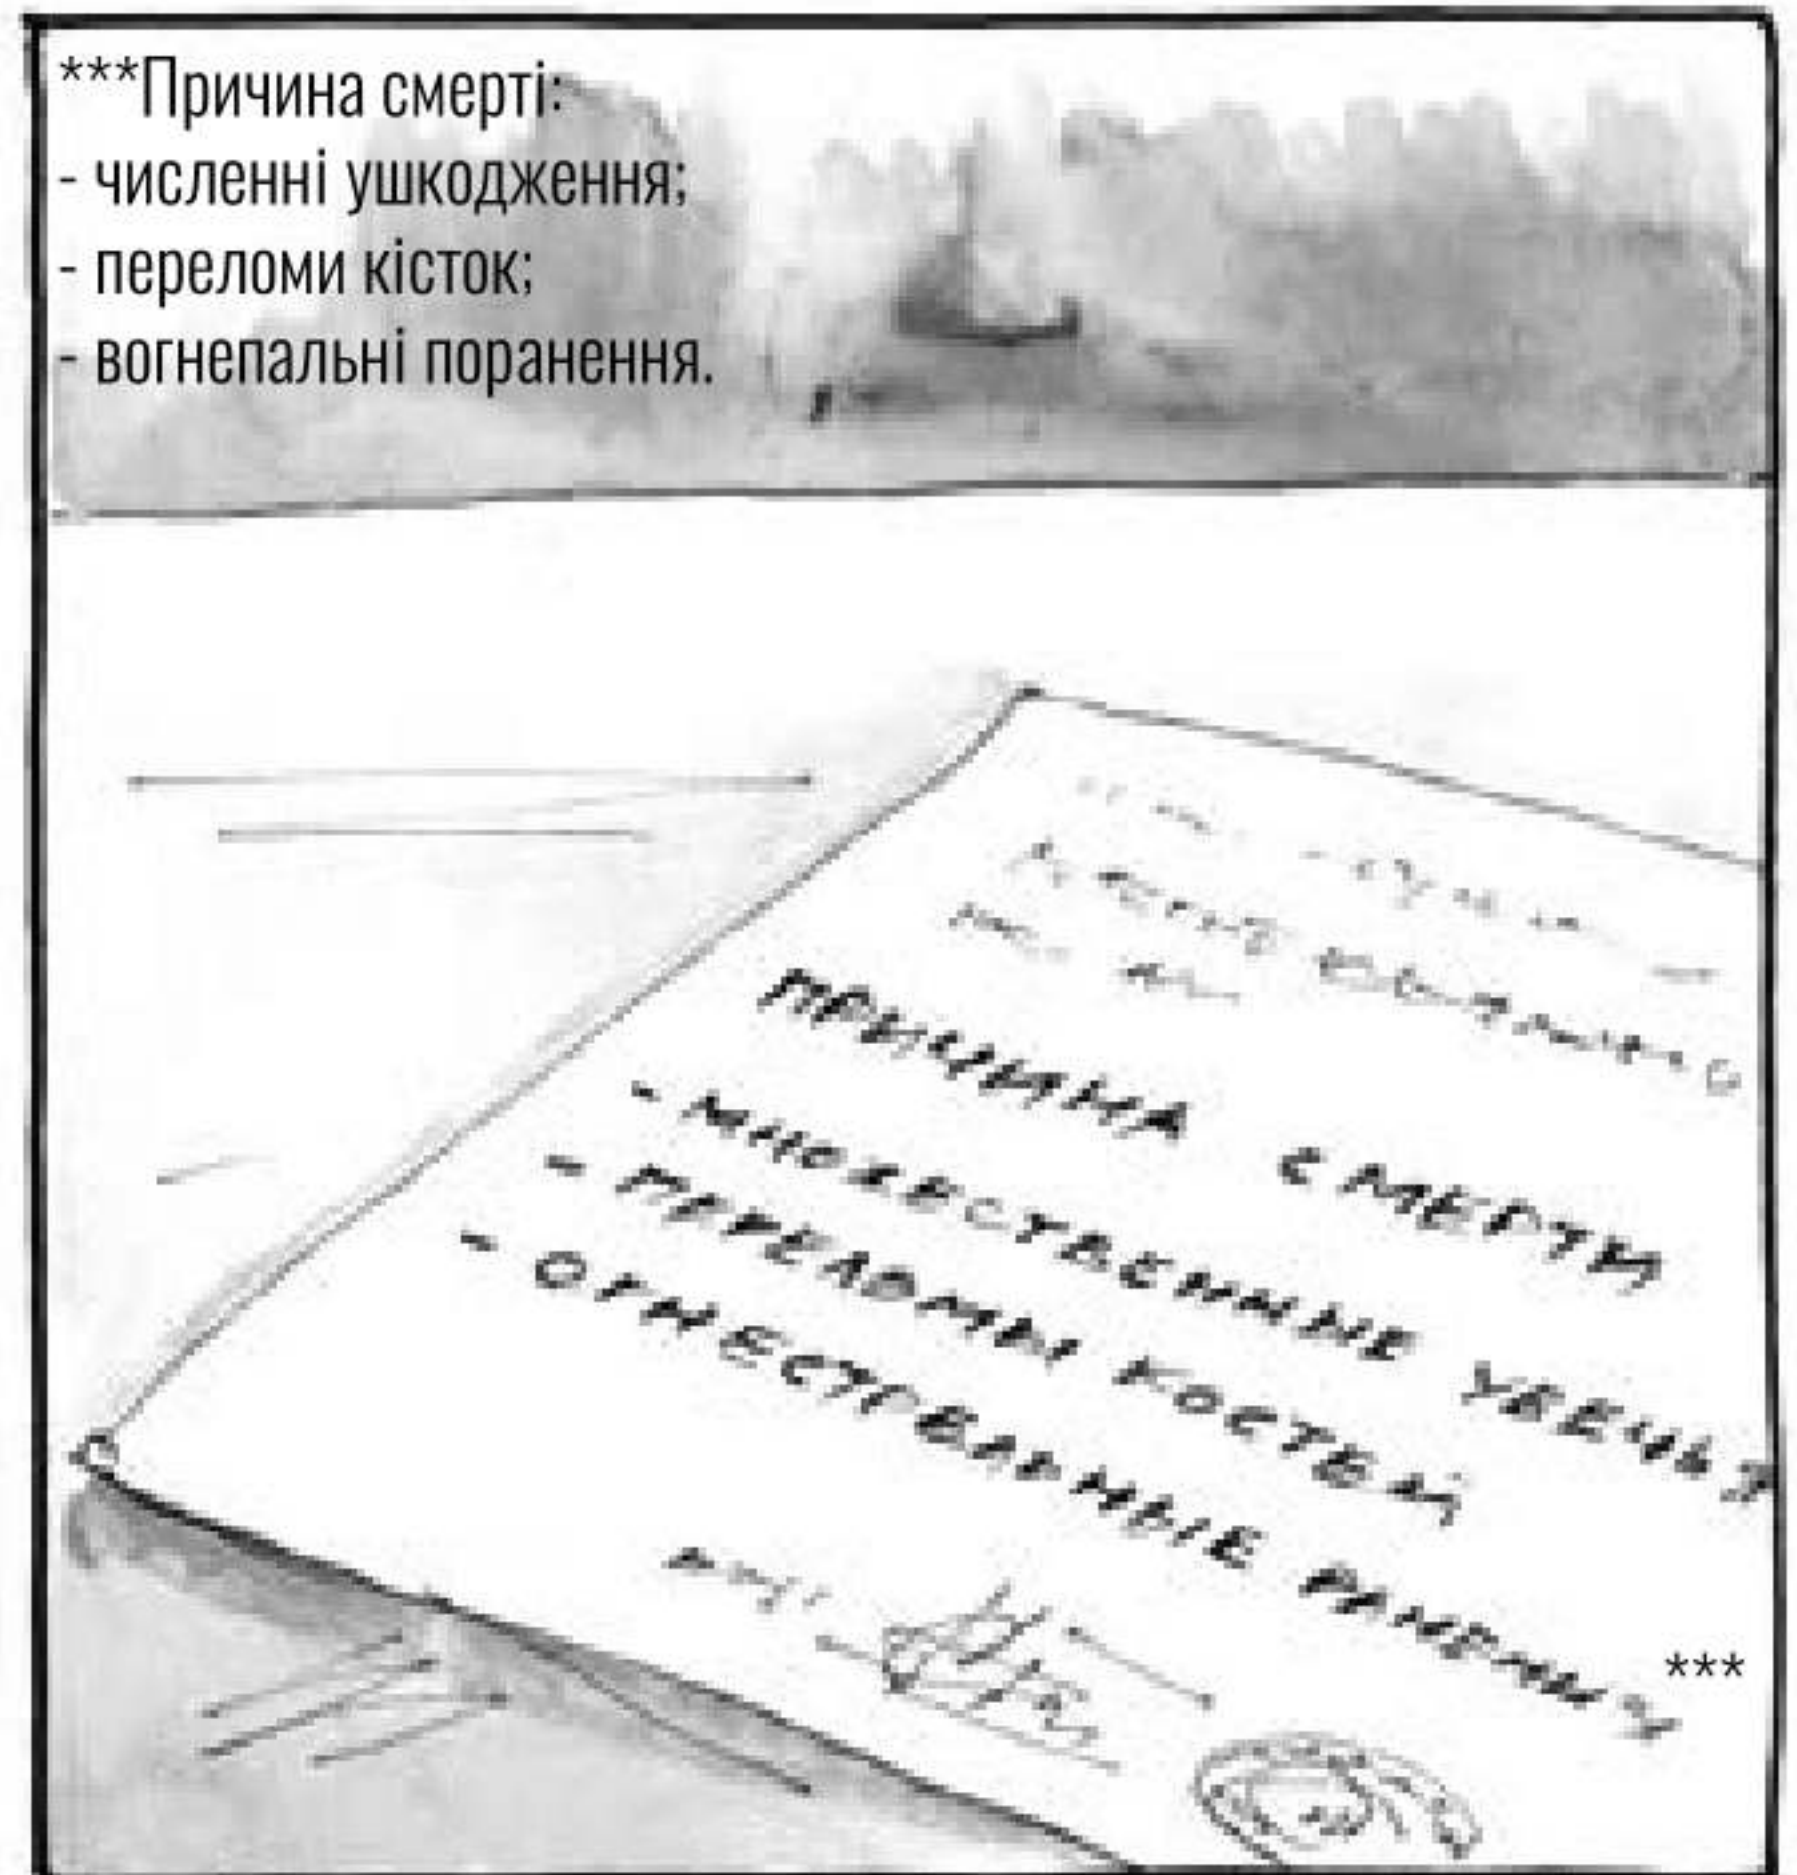 ***Причина смерті:
- численні ушкодження;
- переломи кісток;
- вогнепальні поранення.
ПРИЧИНА СМЕРТИ
- МНОЖЕСТВЕННЫЕ УВЕЧЬЯ
- ПЕРЕЛОМЫ КОСТЕЙ
- ОГНЕСТРЕЛЬНЫЕ РАНЕНИЯ
***